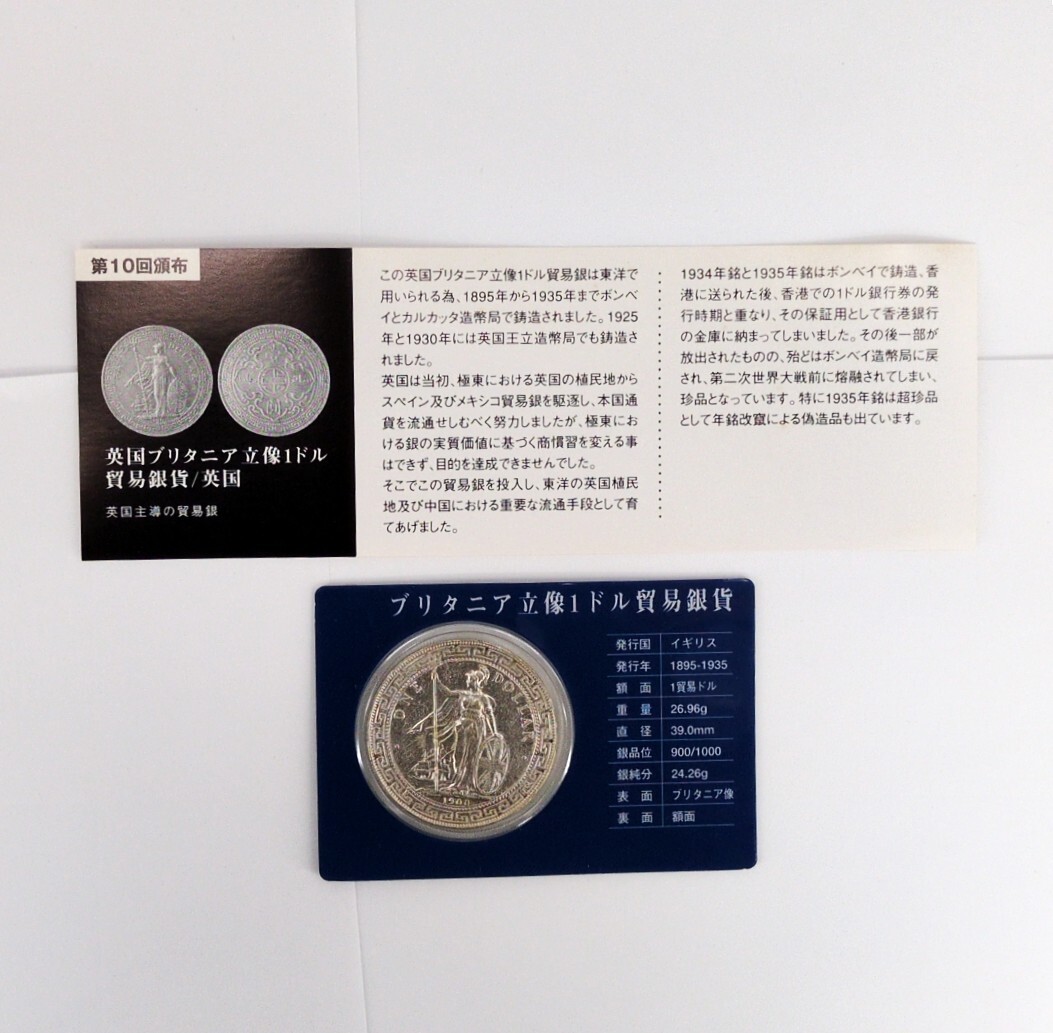 第10回頒布
英国ブリタニア立像1ドル
貿易銀貨/英国
英国主導の貿易銀
この英国ブリタニア立像1ドル貿易銀は東洋で
用いられる為、1895年から1935年までボンベ
イとカルカッタ造幣局で鋳造されました。1925
年と1930年には英国王立造幣局でも鋳造さ
れました。
英国は当初、極東における英国の植民地から
スペイン及びメキシコ貿易銀を駆逐し、本国通
貨を流通せしむべく努力しましたが、極東にお
ける銀の実質価値に基づく商慣習を変える事
はできず、目的を達成できませんでした。
そこでこの貿易銀を投入し、東洋の英国植民
地及び中国における重要な流通手段として育
てあげました。
1934年銘と1935年銘はボンベイで鋳造、香
港に送られた後、香港での1ドル銀行券の発
行時期と重なり、その保証用として香港銀行
の金庫に納まってしまいました。その後一部が
放出されたものの、殆どはボンベイ造幣局に戻
され、第二次世界大戦前に熔融されてしまい、
珍品となっています。特に1935年銘は超珍品
として年銘改竄による偽造品も出ています。
ブリタニア立像1ドル貿易銀貨
発行国 イギリス
発行年 1895-1935
額面 1貿易ドル
重量 26.96g
直径 39.0mm
銀品位 900/1000
銀純分 24.26g
表面 ブリタニア像
裏面 額面
ONE DOLLAR